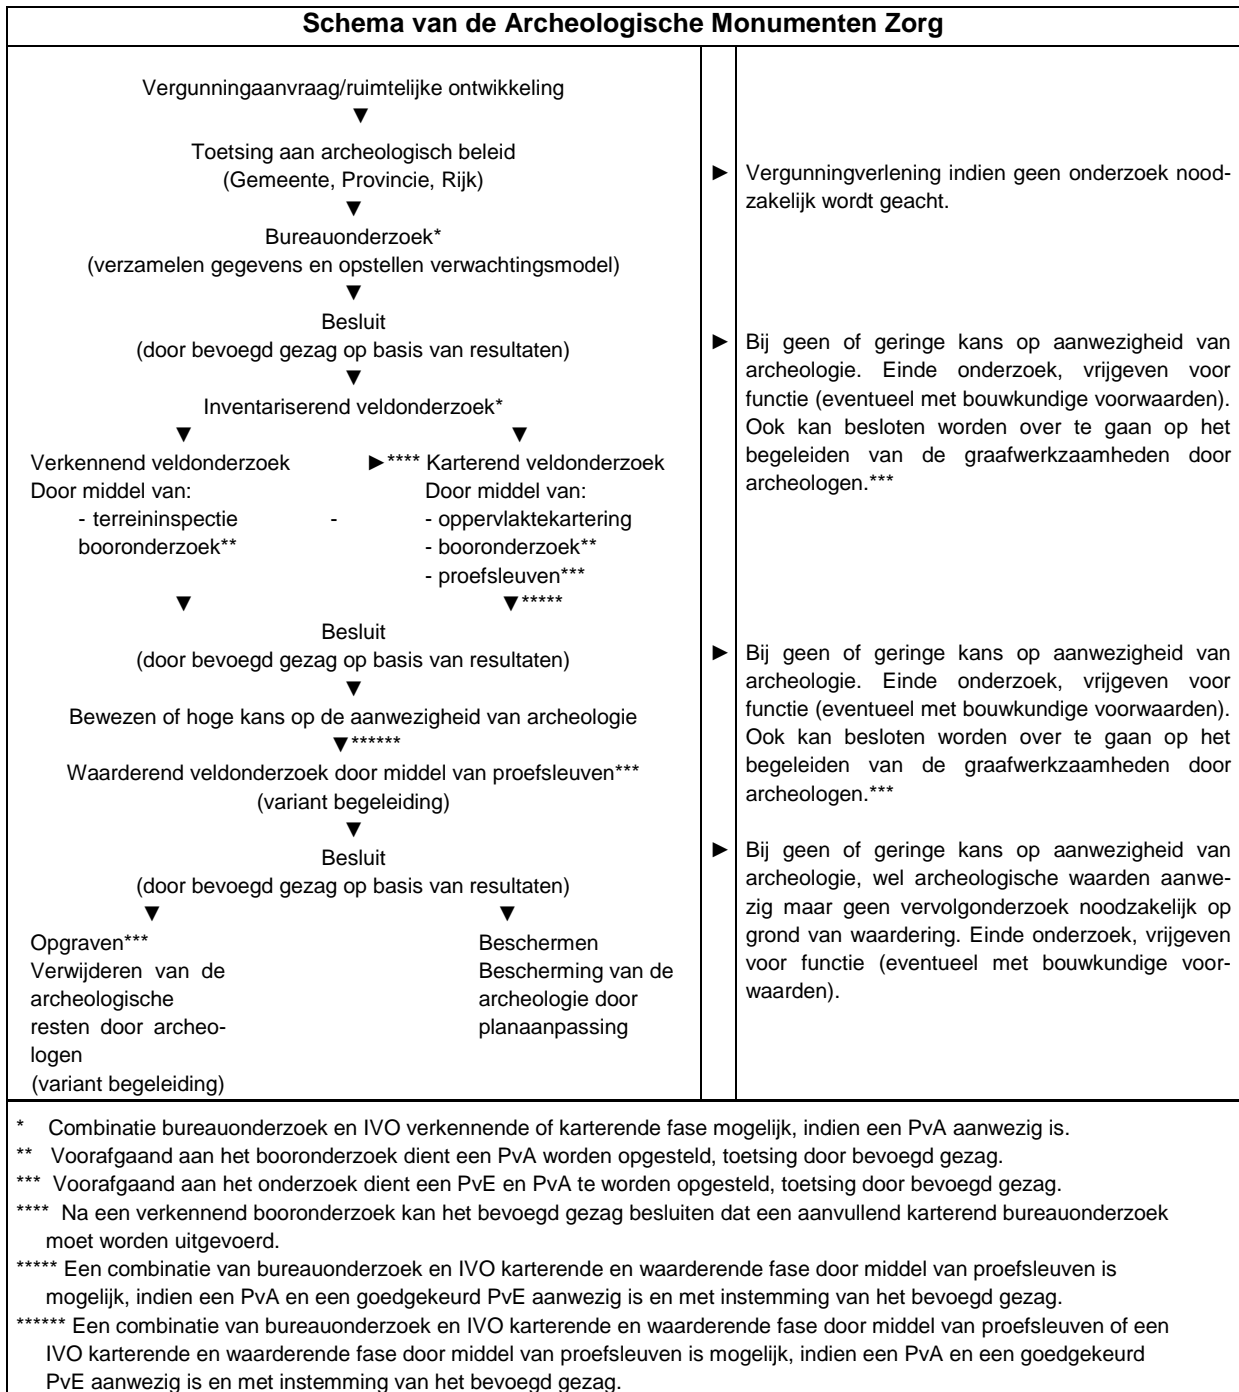 Schema van de Archeologische Monumenten Zorg
Vergunningaanvraag/ruimtelijke ontwikkeling
▼
Toetsing aan archeologisch beleid
(Gemeente, Provincie, Rijk)
▼
Bureauonderzoek*
(verzamelen gegevens en opstellen verwachtingsmodel)
▼
Besluit
(door bevoegd gezag op basis van resultaten)
▼
Inventariserend veldonderzoek*
▼ ▼
Verkennend veldonderzoek ►**** Karterend veldonderzoek
Door middel van: Door middel van:
- terreininspectie - - oppervlaktekartering
booronderzoek** - booronderzoek**
- proefsleuven***
▼ ▼*****
Besluit
(door bevoegd gezag op basis van resultaten)
▼
Bewezen of hoge kans op de aanwezigheid van archeologie
▼******
Waarderend veldonderzoek door middel van proefsleuven***
(variant begeleiding)
▼
Besluit
(door bevoegd gezag op basis van resultaten)
▼ ▼
Opgraven*** Beschermen
Verwijderen van de Bescherming van de
archeologische archeologie door
resten door archeo- planaanpassing
logen
(variant begeleiding)
► Vergunningverlening indien geen onderzoek nood-
zakelijk wordt geacht.
► Bij geen of geringe kans op aanwezigheid van
archeologie. Einde onderzoek, vrijgeven voor
functie (eventueel met bouwkundige voorwaarden).
Ook kan besloten worden over te gaan op het
begeleiden van de graafwerkzaamheden door
archeologen.***
► Bij geen of geringe kans op aanwezigheid van
archeologie. Einde onderzoek, vrijgeven voor
functie (eventueel met bouwkundige voorwaarden).
Ook kan besloten worden over te gaan op het
begeleiden van de graafwerkzaamheden door
archeologen.***
► Bij geen of geringe kans op aanwezigheid van
archeologie, wel archeologische waarden aanwe-
zig maar geen vervolgonderzoek noodzakelijk op
grond van waardering. Einde onderzoek, vrijgeven
voor functie (eventueel met bouwkundige voor-
waarden).
* Combinatie bureauonderzoek en IVO verkennende of karterende fase mogelijk, indien een PvA aanwezig is.
** Voorafgaand aan het booronderzoek dient een PvA worden opgesteld, toetsing door bevoegd gezag.
*** Voorafgaand aan het onderzoek dient een PvE en PvA te worden opgesteld, toetsing door bevoegd gezag.
**** Na een verkennend booronderzoek kan het bevoegd gezag besluiten dat een aanvullend karterend bureauonderzoek
moet worden uitgevoerd.
***** Een combinatie van bureauonderzoek en IVO karterende en waarderende fase door middel van proefsleuven is
mogelijk, indien een PvA en een goedgekeurd PvE aanwezig is en met instemming van het bevoegd gezag.
****** Een combinatie van bureauonderzoek en IVO karterende en waarderende fase door middel van proefsleuven of een
IVO karterende en waarderende fase door middel van proefsleuven is mogelijk, indien een PvA en een goedgekeurd
PvE aanwezig is en met instemming van het bevoegd gezag.